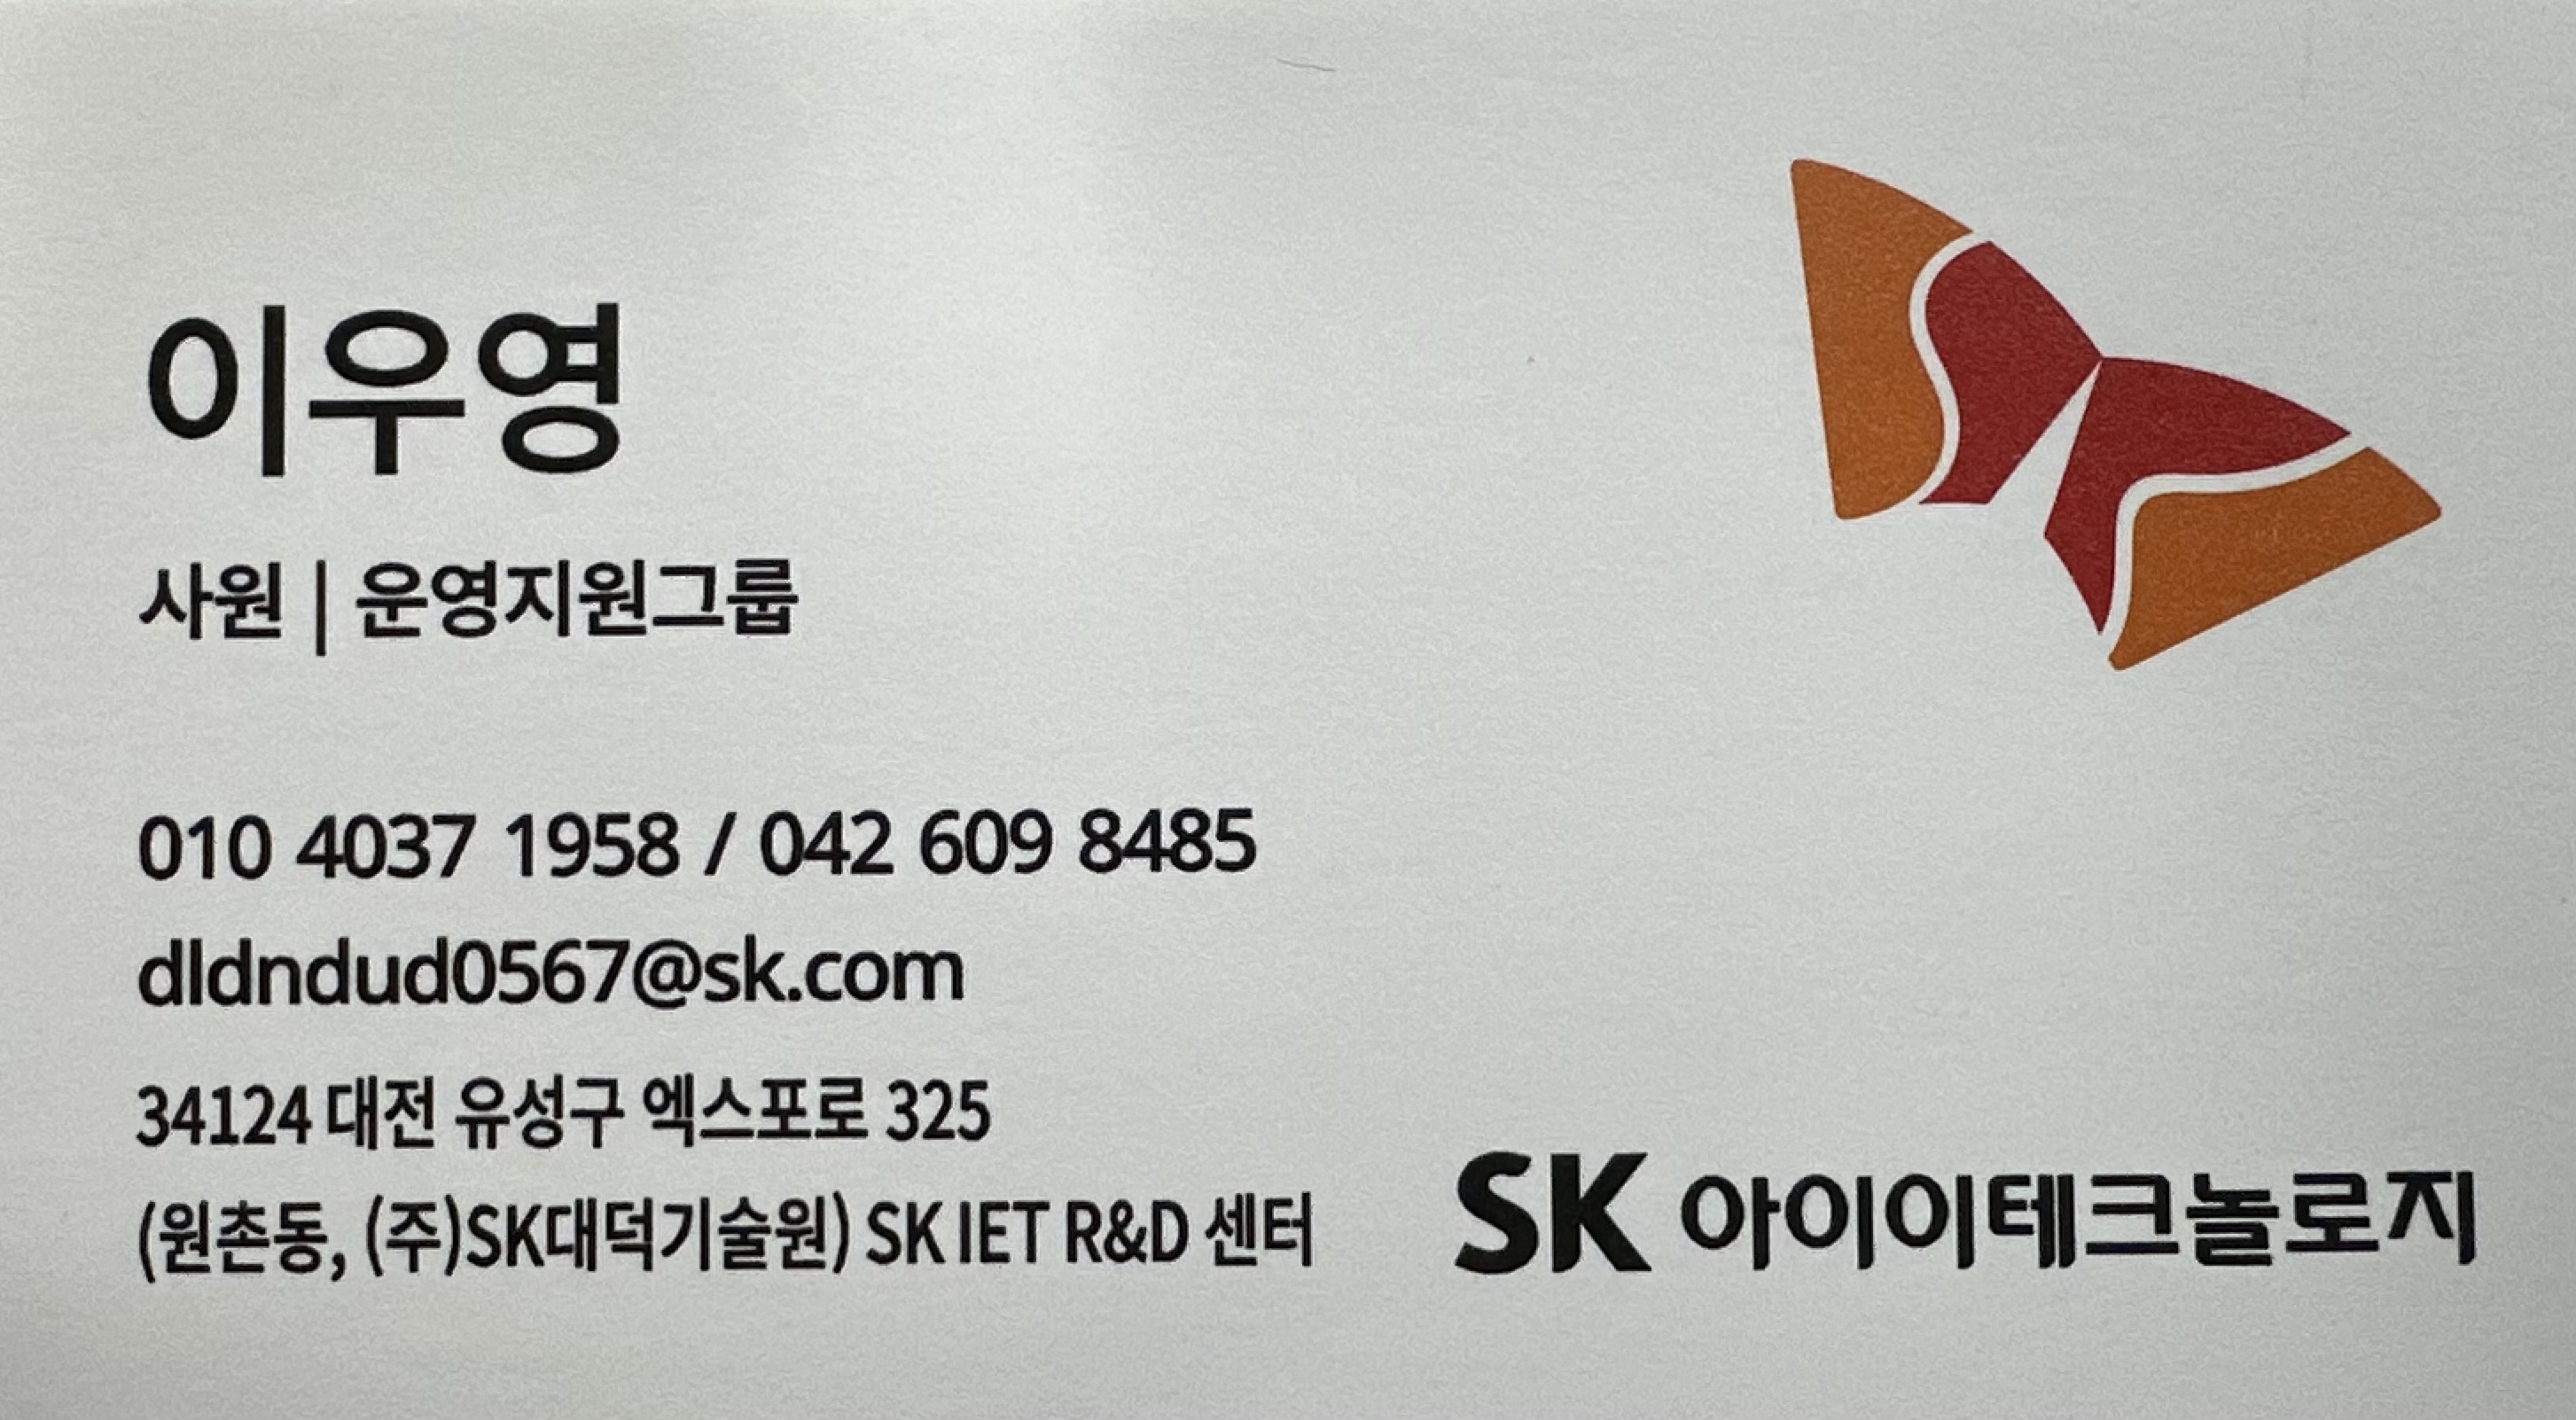 이우영
사원 | 운영지원그룹
010 4037 1958 / 042 609 8485
dldndud0567@sk.com
34124 대전 유성구 엑스포로 325
(원촌동, (주)SK대덕기술원) SK IET R&D 센터
SK 아이이테크놀로지